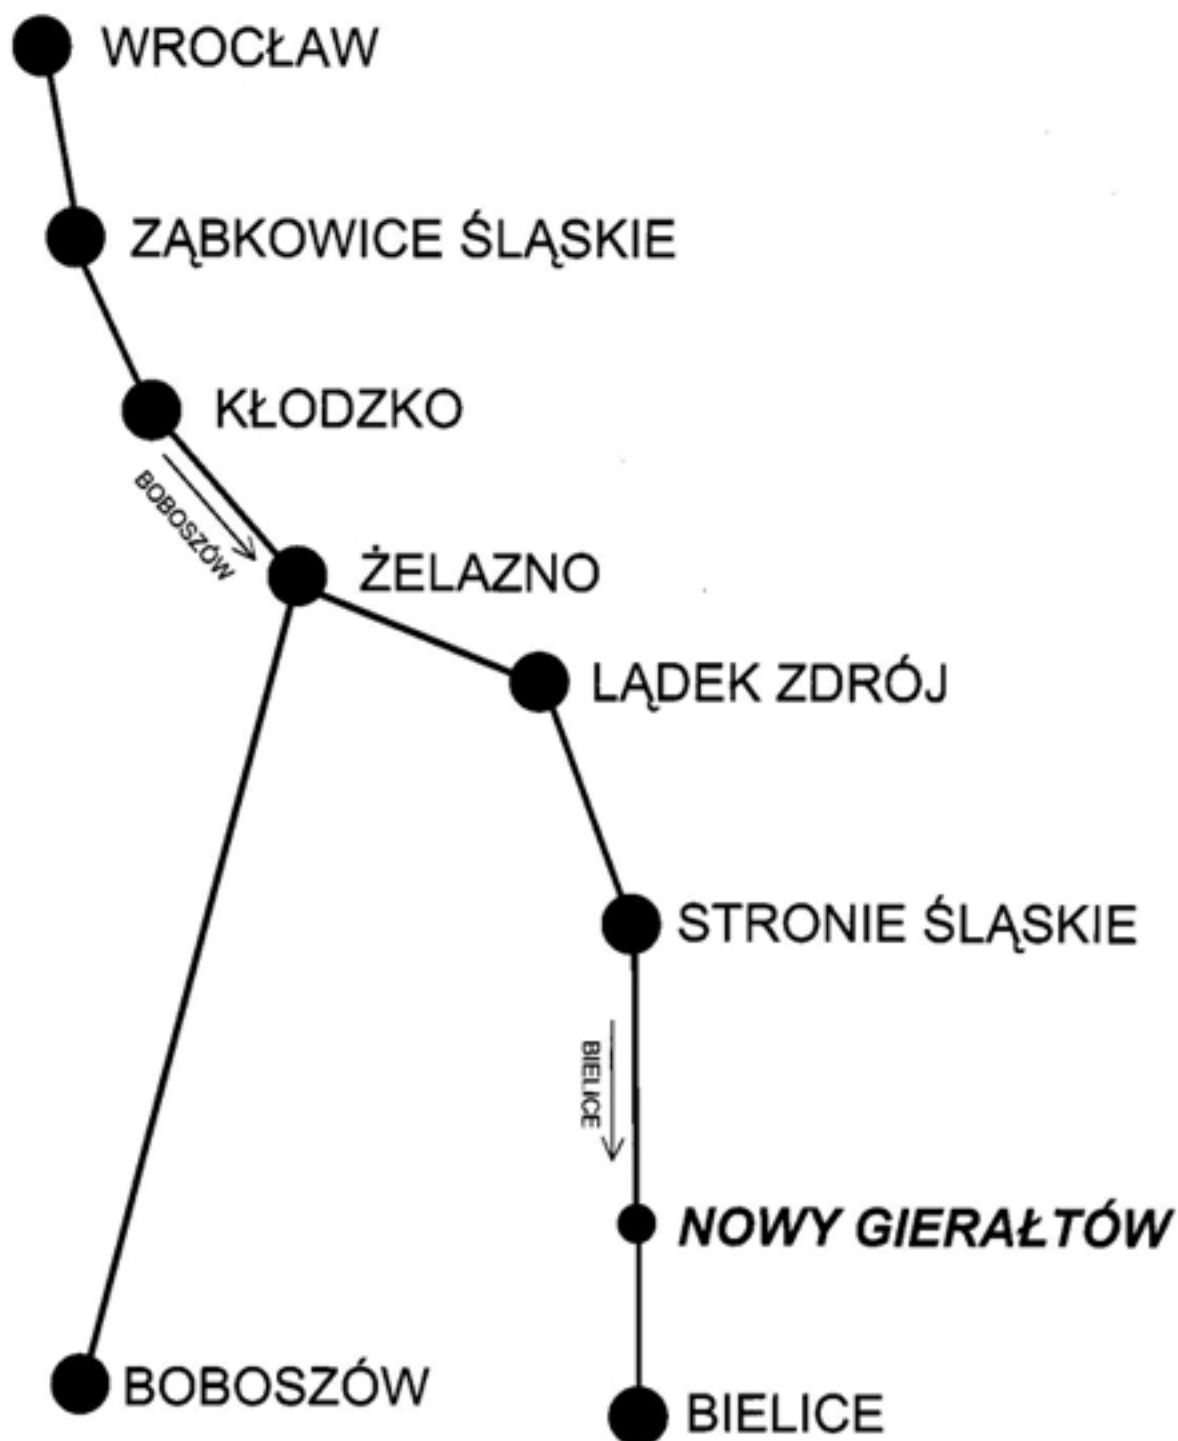 WROCŁAW
ZĄBKOWICE ŚLĄSKIE
KŁODZKO
BOBOSZÓW
ŻELAZNO
LĄDEK ZDRÓJ
STRONIE ŚLĄSKIE
BIELICE
NOWY GIERAŁTÓW
BOBOSZÓW
BIELICE